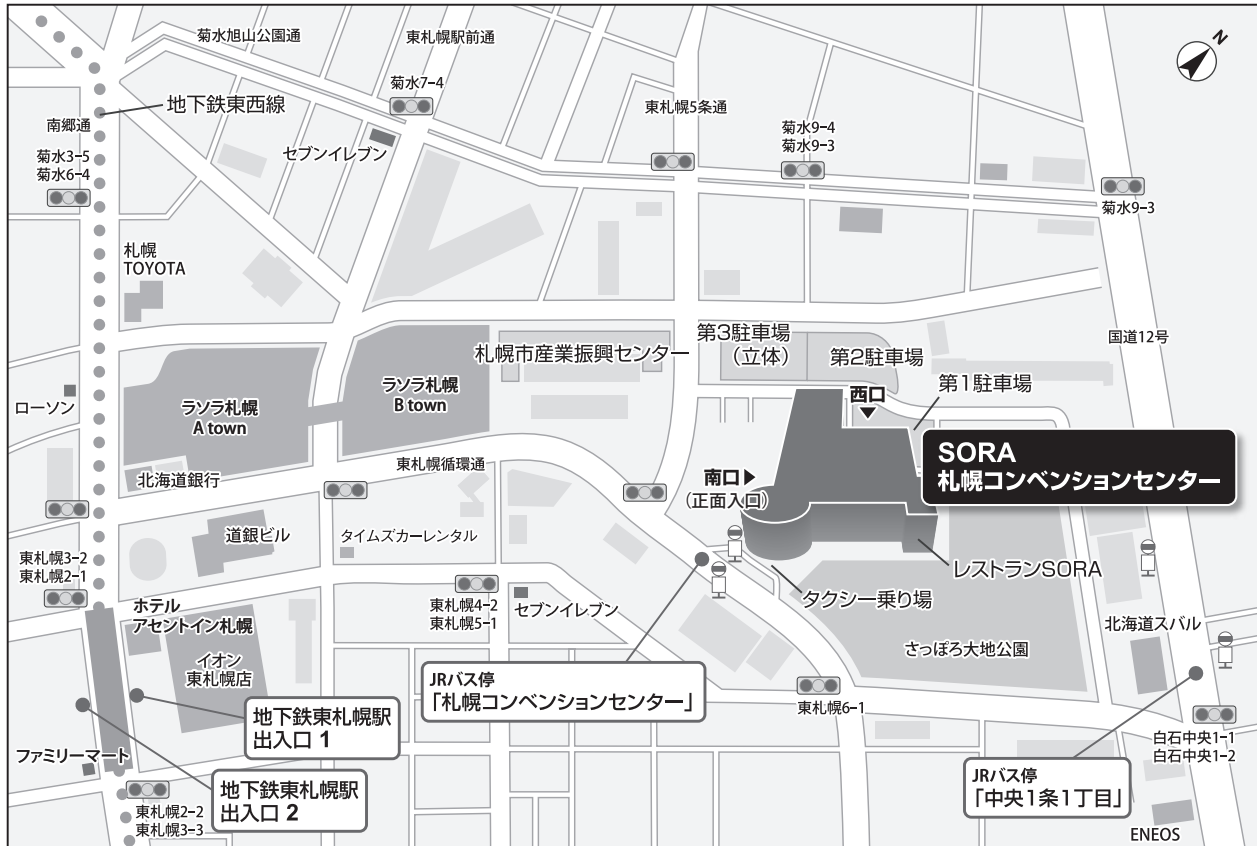 菊水旭山公園通
東札幌駅前通
N
菊水7-4
地下鉄東西線
東札幌5条通
南郷通
菊水9-4
菊水9-3
セブンイレブン
菊水3-5
菊水6-4
菊水9-3
札幌
TOYOTA
国道12号
札幌市産業振興センター
第3駐車場
(立体)
第2駐車場
第1駐車場
西口
▼
ラソラ札幌
A town
ラソラ札幌
B town
ローソン
SORA
札幌コンベンションセンター
東札幌循環通
北海道銀行
南口▶
(正面入口)
道銀ビル
タイムズカーレンタル
東札幌3-2
東札幌2-1
レストランSORA
タクシー乗り場
ホテル
アセントイン札幌
東札幌4-2
東札幌5-1
セブンイレブン
北海道スバル
さっぽろ大地公園
イオン
東札幌店
JRバス停
「札幌コンベンションセンター」
地下鉄東札幌駅
出入口 1
東札幌6-1
白石中央1-1
白石中央1-2
ファミリーマート
地下鉄東札幌駅
出入口 2
JRバス停
「中央1条1丁目」
東札幌2-2
東札幌3-3
ENEOS